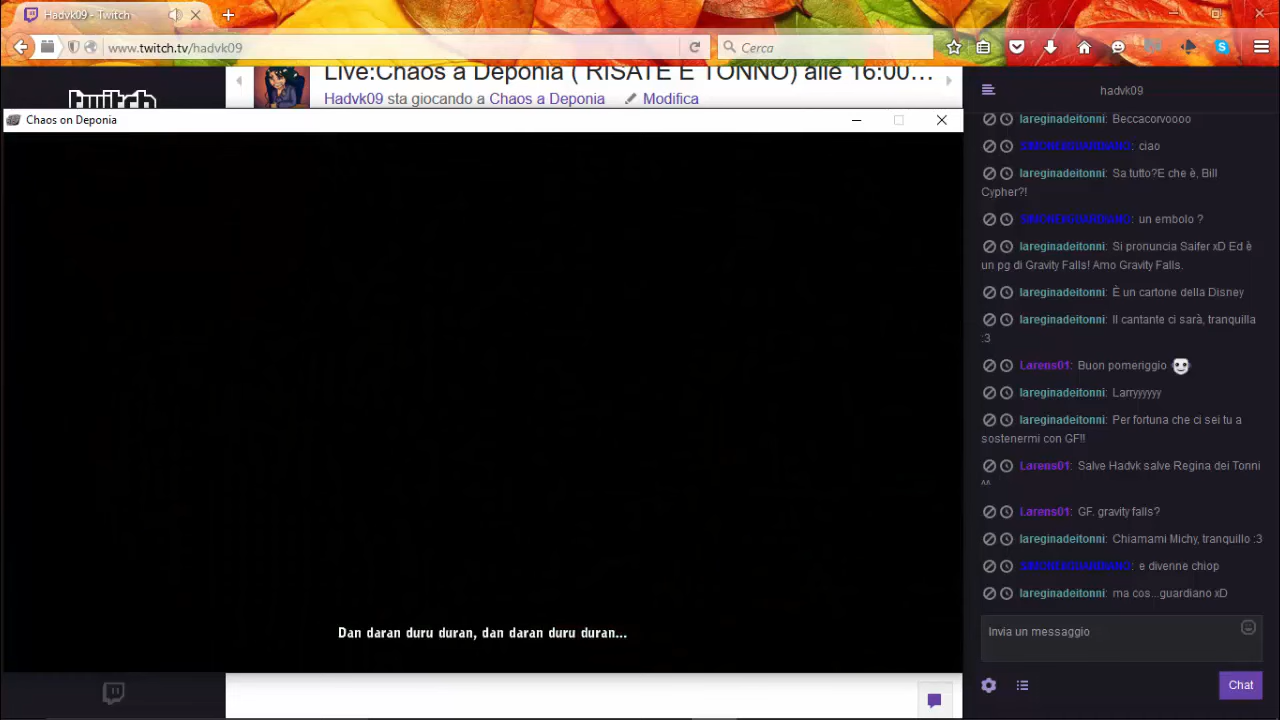 Hadvk09 - Twitch
www.twitch.tv/hadvk09
Cerca
twitch
Live:Chaos a Deponia ( RISATE E TONNO) alle 16:00...
Hadvk09 sta giocando a Chaos a Deponia
Modifica
Chaos on Deponia
Dan daran duru duran, dan daran duru duran...
hadvk09
lareginadeitonni: Beccacorvoooo
SIMONEILGUARDIANO: ciao
lareginadeitonni: Sa tutto?E che è, Bill
Cypher?!
SIMONEILGUARDIANO: un embolo ?
lareginadeitonni: Si pronuncia Saifer xD Ed è
un pg di Gravity Falls! Amo Gravity Falls.
lareginadeitonni: È un cartone della Disney
lareginadeitonni: Il cantante ci sarà, tranquilla
:3
Larens01: Buon pomeriggio
lareginadeitonni: Larryyyyyy
lareginadeitonni: Per fortuna che ci sei tu a
sostenermi con GF!!
Larens01: Salve Hadvk salve Regina dei Tonni
^^
Larens01: GF. gravity falls?
lareginadeitonni: Chiamami Michy, tranquillo :3
SIMONEILGUARDIANO: e divenne chiop
lareginadeitonni: ma cos...guardiano xD
Invia un messaggio
Chat